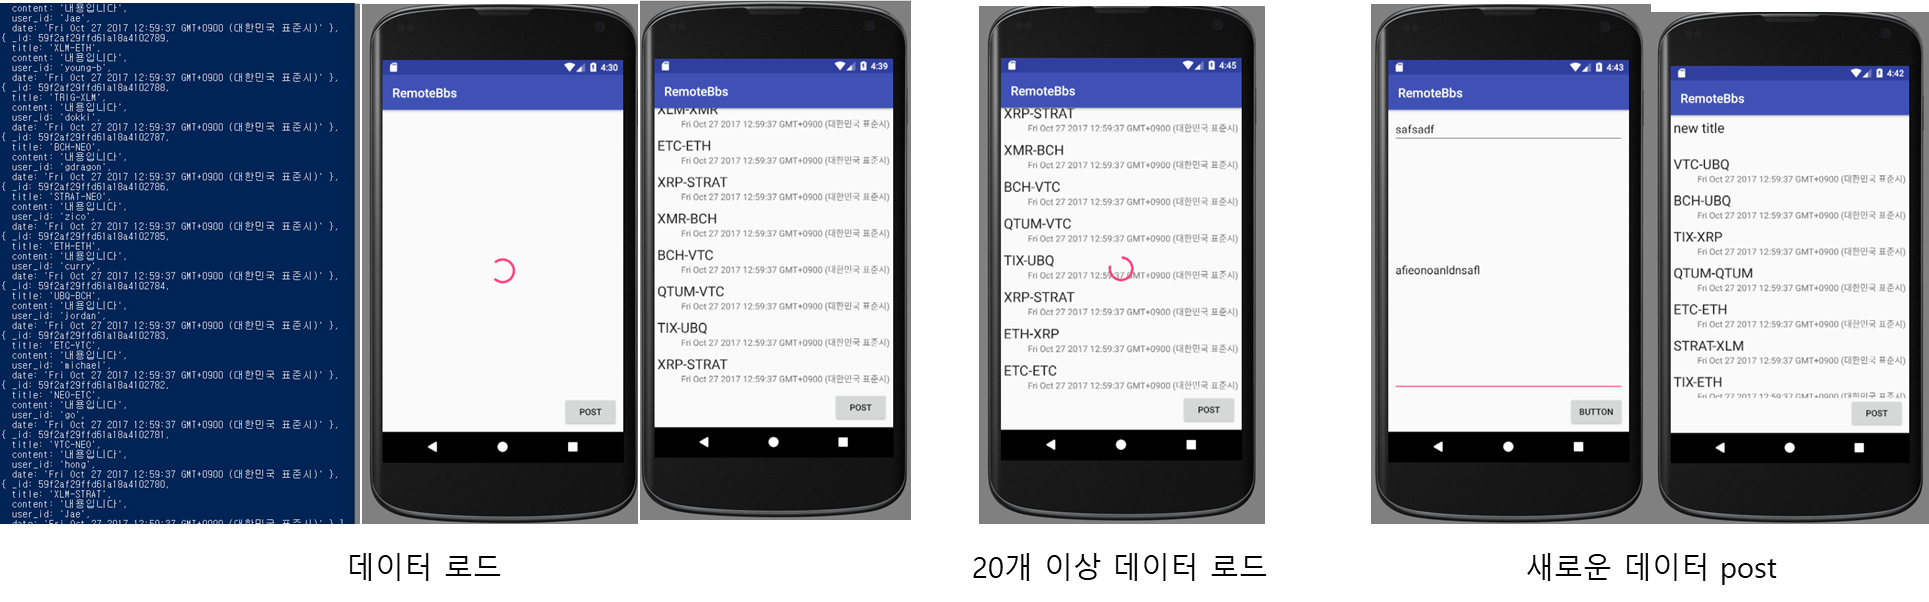 content: '내용입니다',
user_id: 'Jae',
date: 'Fri Oct 27 2017 12:59:37 GMT+0900 (대한민국 표준시)' },
{ _id: 59f2af29ffd61a18a4102789,
title: 'XLM-ETH',
content: '내용입니다',
user_id: 'young-b',
date: 'Fri Oct 27 2017 12:59:37 GMT+0900 (대한민국 표준시)' },
{ _id: 59f2af29ffd61a18a4102788,
title: 'TRIG-XLM',
content: '내용입니다',
user_id: 'dokki',
date: 'Fri Oct 27 2017 12:59:37 GMT+0900 (대한민국 표준시)' },
{ _id: 59f2af29ffd61a18a4102787,
title: 'BCH-NEO',
content: '내용입니다',
user_id: 'gdragon',
date: 'Fri Oct 27 2017 12:59:37 GMT+0900 (대한민국 표준시)' },
{ _id: 59f2af29ffd61a18a4102786,
title: 'STRAT-NEO',
content: '내용입니다',
user_id: 'zico',
date: 'Fri Oct 27 2017 12:59:37 GMT+0900 (대한민국 표준시)' },
{ _id: 59f2af29ffd61a18a4102785,
title: 'ETH-ETH',
content: '내용입니다',
user_id: 'curry',
date: 'Fri Oct 27 2017 12:59:37 GMT+0900 (대한민국 표준시)' },
{ _id: 59f2af29ffd61a18a4102784,
title: 'UBQ-BCH',
content: '내용입니다',
user_id: 'jordan',
date: 'Fri Oct 27 2017 12:59:37 GMT+0900 (대한민국 표준시)' },
{ _id: 59f2af29ffd61a18a4102783,
title: 'ETC-VTC',
content: '내용입니다',
user_id: 'michael',
date: 'Fri Oct 27 2017 12:59:37 GMT+0900 (대한민국 표준시)' },
{ _id: 59f2af29ffd61a18a4102782,
title: 'NEO-ETC',
content: '내용입니다',
user_id: 'go',
date: 'Fri Oct 27 2017 12:59:37 GMT+0900 (대한민국 표준시)' },
{ _id: 59f2af29ffd61a18a4102781,
title: 'VTC-NEO',
content: '내용입니다',
user_id: 'hong',
date: 'Fri Oct 27 2017 12:59:37 GMT+0900 (대한민국 표준시)' },
{ _id: 59f2af29ffd61a18a4102780,
title: 'XLM-STRAT',
content: '내용입니다',
user_id: 'Jae',
date: 'Fri Oct 27 2017 12:59:37 GMT+0900 (대한민국 표준시)' } ]
4:30
RemoteBbs
POST
4:39
RemoteBbs
XLM-XMR
Fri Oct 27 2017 12:59:37 GMT+0900 (대한민국 표준시)
ETC-ETH
Fri Oct 27 2017 12:59:37 GMT+0900 (대한민국 표준시)
XRP-STRAT
Fri Oct 27 2017 12:59:37 GMT+0900 (대한민국 표준시)
XMR-BCH
Fri Oct 27 2017 12:59:37 GMT+0900 (대한민국 표준시)
BCH-VTC
Fri Oct 27 2017 12:59:37 GMT+0900 (대한민국 표준시)
QTUM-VTC
Fri Oct 27 2017 12:59:37 GMT+0900 (대한민국 표준시)
TIX-UBQ
Fri Oct 27 2017 12:59:37 GMT+0900 (대한민국 표준시)
XRP-STRAT
Fri Oct 27 2017 12:59:37 GMT+0900 (대한민국 표준시)
POST
데이터 로드
4:45
RemoteBbs
XRP-STRAT
Fri Oct 27 2017 12:59:37 GMT+0900 (대한민국 표준시)
XMR-BCH
Fri Oct 27 2017 12:59:37 GMT+0900 (대한민국 표준시)
BCH-VTC
Fri Oct 27 2017 12:59:37 GMT+0900 (대한민국 표준시)
QTUM-VTC
Fri Oct 27 2017 12:59:37 GMT+0900 (대한민국 표준시)
TIX-UBQ
Fri Oct 27 2017 12:59:37 GMT+0900 (대한민국 표준시)
XRP-STRAT
Fri Oct 27 2017 12:59:37 GMT+0900 (대한민국 표준시)
ETH-XRP
Fri Oct 27 2017 12:59:37 GMT+0900 (대한민국 표준시)
ETC-ETC
Fri Oct 27 2017 12:59:37 GMT+0900 (대한민국 표준시)
POST
20개 이상 데이터 로드
4:43
RemoteBbs
safsadf
afieonoanldnsafl
BUTTON
4:42
RemoteBbs
new title
VTC-UBQ
Fri Oct 27 2017 12:59:37 GMT+0900 (대한민국 표준시)
BCH-UBQ
Fri Oct 27 2017 12:59:37 GMT+0900 (대한민국 표준시)
TIX-XRP
Fri Oct 27 2017 12:59:37 GMT+0900 (대한민국 표준시)
QTUM-QTUM
Fri Oct 27 2017 12:59:37 GMT+0900 (대한민국 표준시)
ETC-ETH
Fri Oct 27 2017 12:59:37 GMT+0900 (대한민국 표준시)
STRAT-XLM
Fri Oct 27 2017 12:59:37 GMT+0900 (대한민국 표준시)
TIX-ETH
Fri Oct 27 2017 12:59:37 GMT+0900 (대한민국 표준시)
POST
새로운 데이터 post